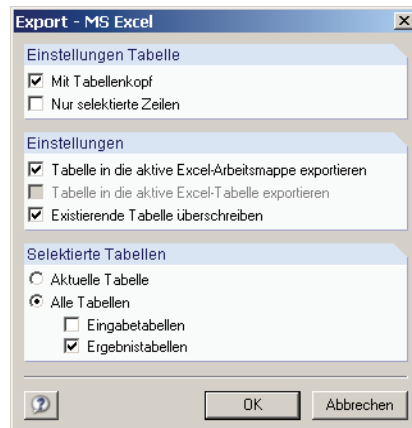 Export - MS Excel
Einstellungen Tabelle
Mit Tabellenkopf
Nur selektierte Zeilen
Einstellungen
Tabelle in die aktive Excel-Arbeitsmappe exportieren
Tabelle in die aktive Excel-Tabelle exportieren
Existierende Tabelle überschreiben
Selektierte Tabellen
Aktuelle Tabelle
Alle Tabellen
Eingabetabellen
Ergebnistabellen
OK
Abbrechen